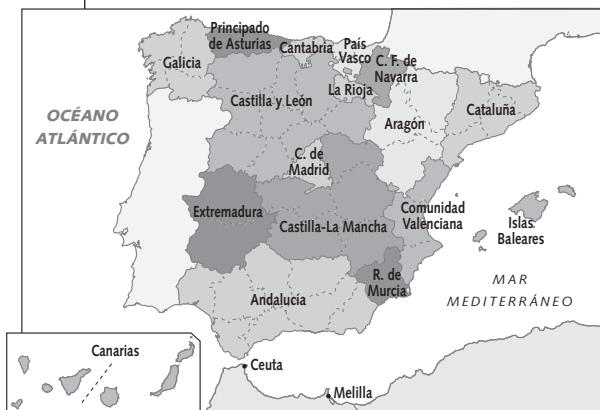 Principado
de Asturias
Cantabria
País
Vasco
C. F. de
Navarra
Galicia
La Rioja
Castilla y León
Cataluña
Aragón
OCÉANO
ATLÁNTICO
C. de
Madrid
Extremadura
Castilla-La Mancha
Comunidad
Valenciana
Islas
Baleares
R. de
Murcia
MAR
MEDITERRÁNEO
Andalucía
Canarias
Ceuta
Melilla